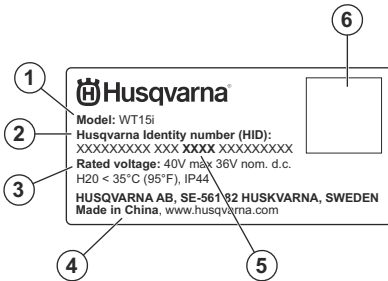 6
1
Husqvarna
2
Model: WT15i
Husqvarna Identity number (HID):
XXXXXXXXX XXX XXXX XXXXXXXXX
3
Rated voltage: 40V max 36V nom. d.c.
H20 < 35°C (95°F), IP44
HUSQVARNA AB, SE-561 82 HUSKVARNA, SWEDEN
Made in China, www.husqvarna.com
4
5